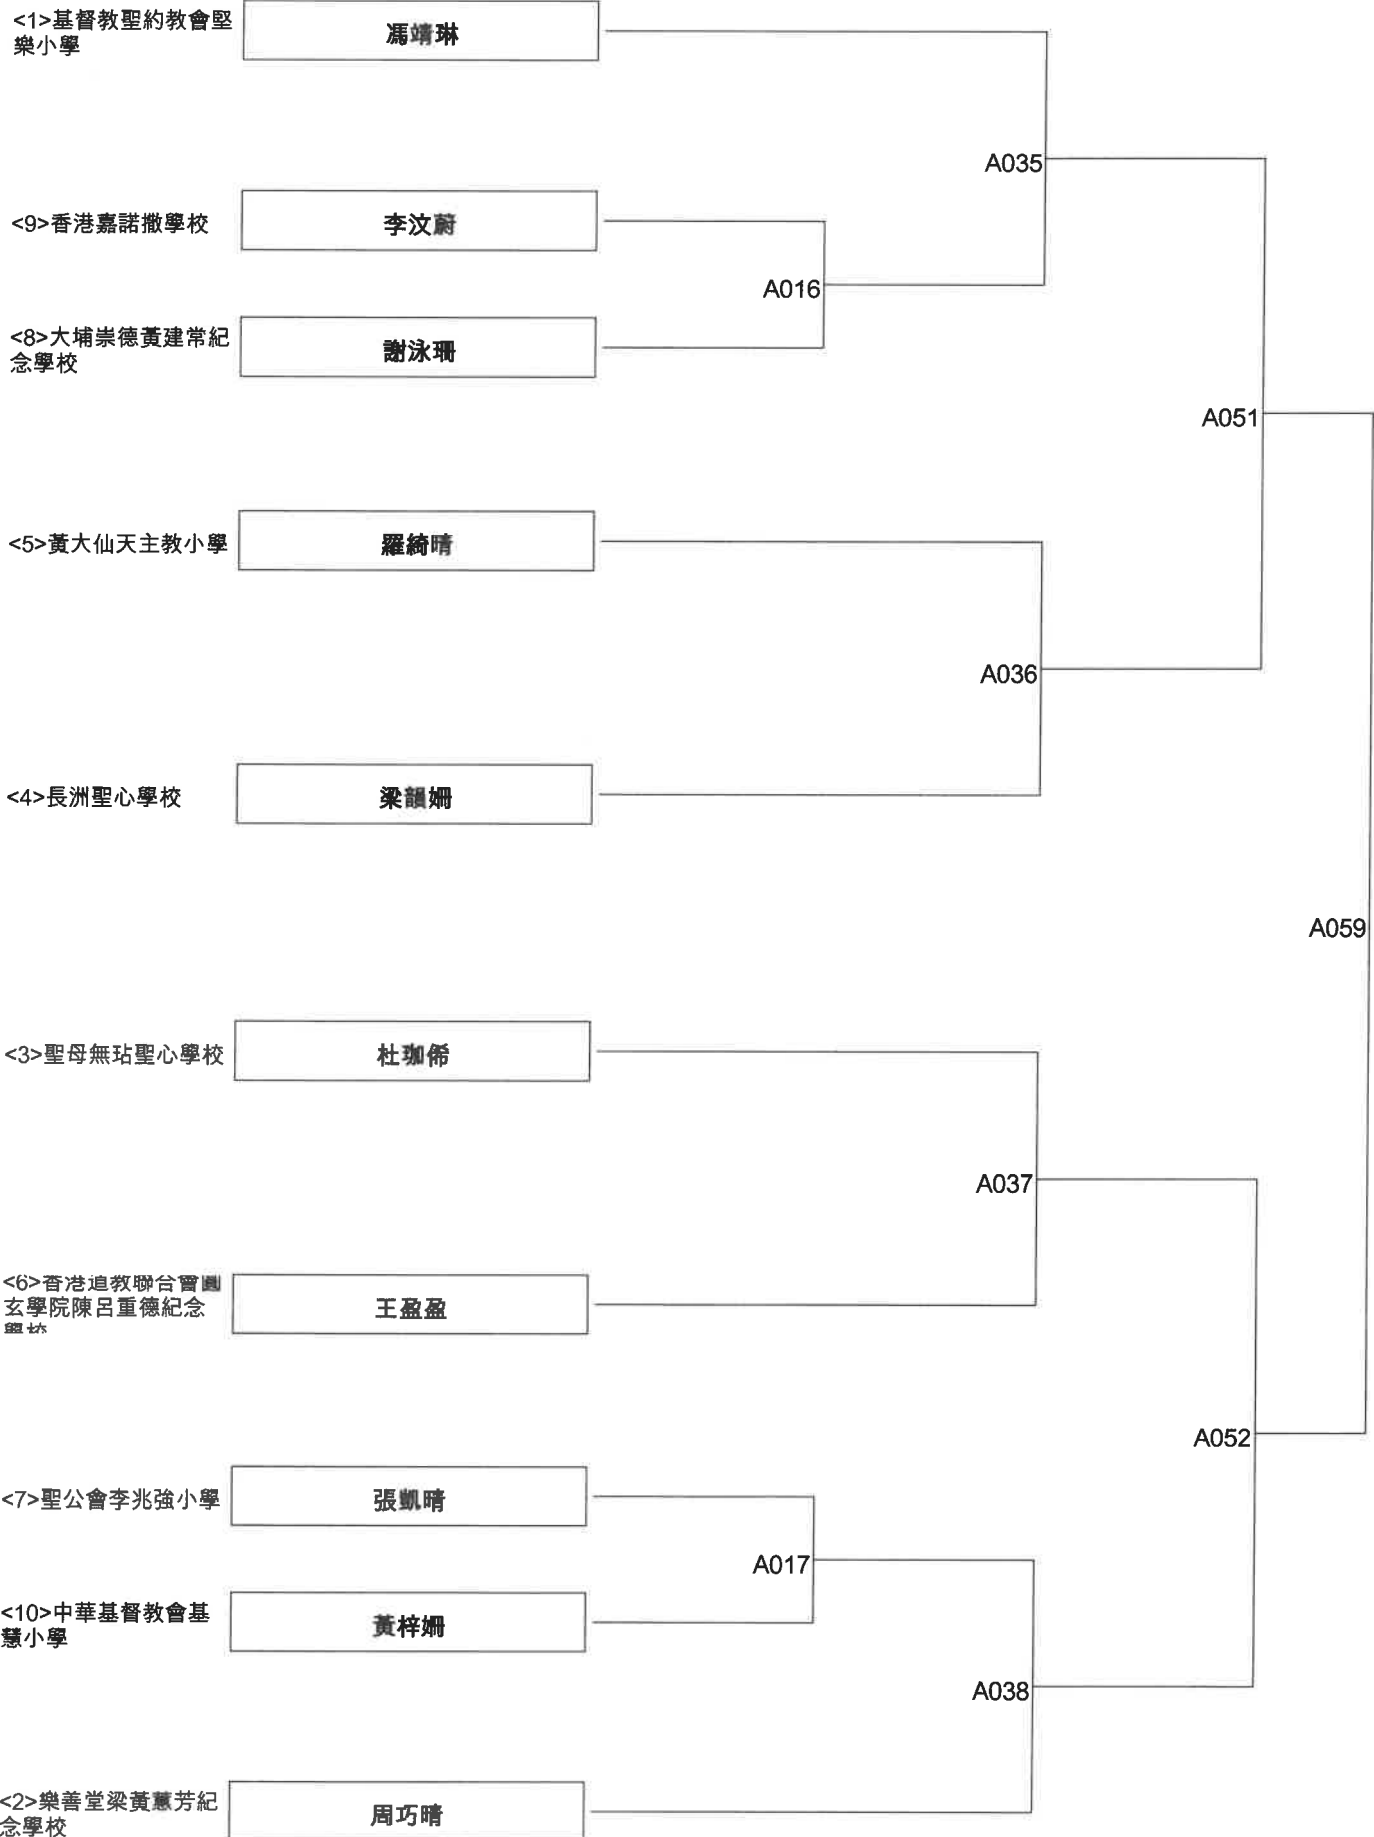 <1>基督教聖約教會堅
樂小學
馮靖琳
A035
<9>香港嘉諾撒學校
李汶蔚
A016
<8>大埔崇德黃建常紀
念學校
謝泳珊
A051
<5>黃大仙天主教小學
羅綺晴
A036
<4>長洲聖心學校
梁韻姍
A059
<3>聖母無玷聖心學校
杜珈俙
A037
<6>香港道教聯合會圓
玄學院陳呂重德紀念
學校
王盈盈
A052
<7>聖公會李兆強小學
張凱晴
A017
<10>中華基督教會基
慧小學
黃梓姍
A038
<2>樂善堂梁黃蕙芳紀
念學校
周巧晴